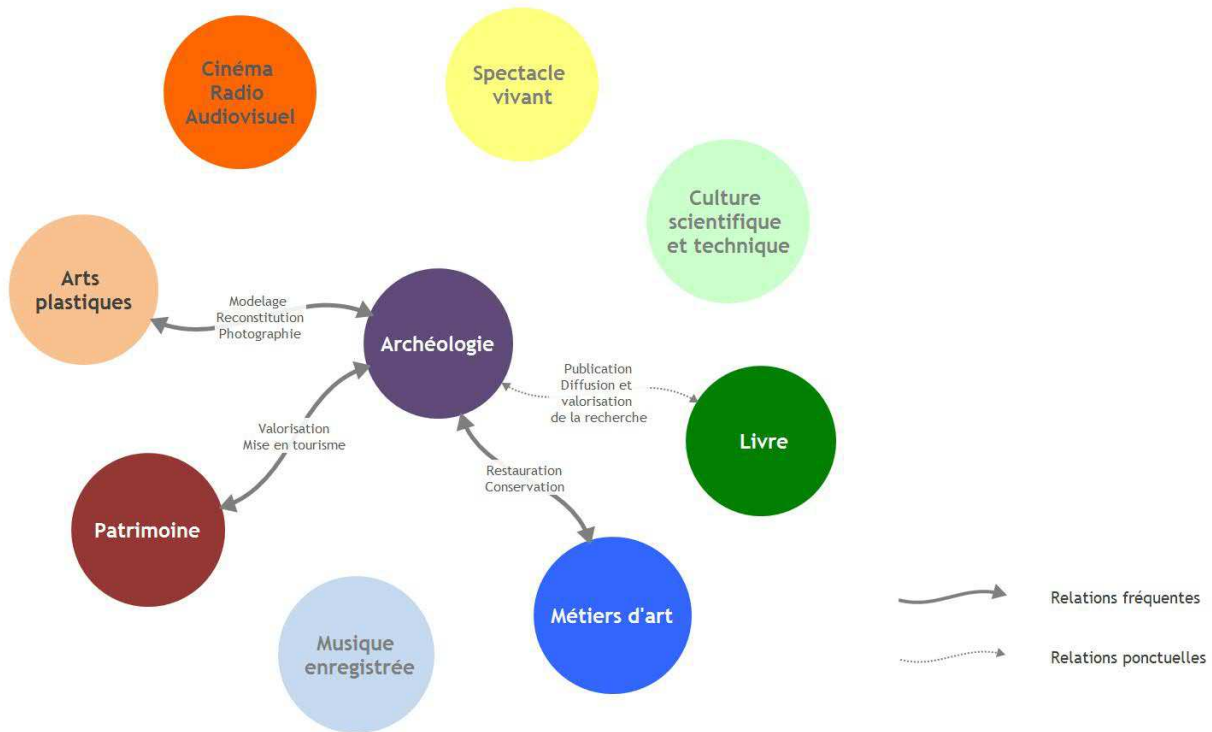 Cinéma
Radio
Audiovisuel
Spectacle
vivant
Culture
scientifique
et technique
Arts
plastiques
Modelage
Reconstitution
Photographie
Archéologie
Publication
Diffusion et
valorisation
de la recherche
Livre
Valorisation
Mise en tourisme
Restauration
Conservation
Patrimoine
Métiers d'art
Musique
enregistrée
Relations fréquentes
Relations ponctuelles